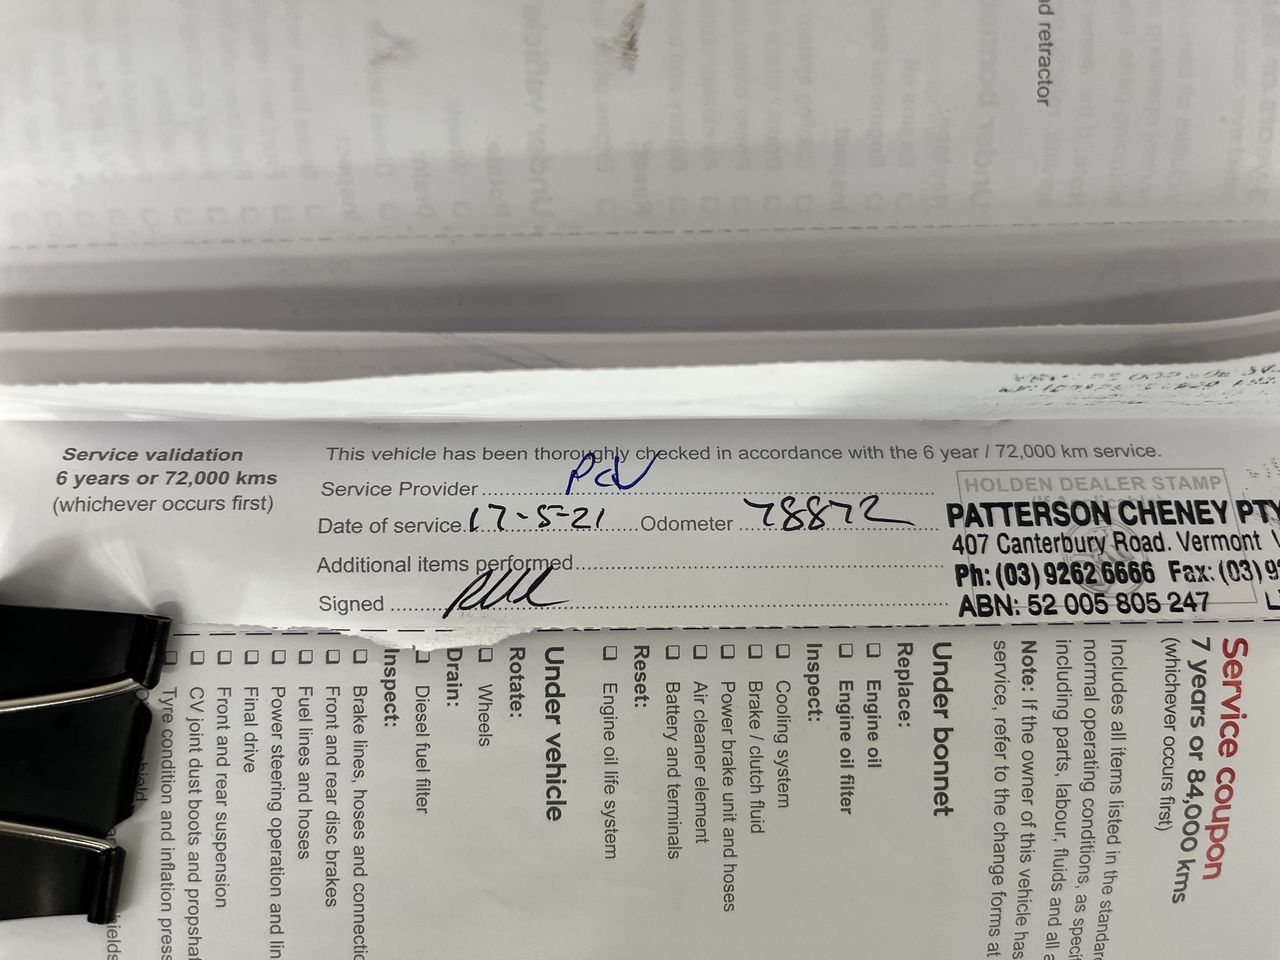 nd retractor
Service validation
6 years or 72,000 kms
(whichever occurs first)
This vehicle has been thoroughly checked in accordance with the 6 year / 72,000 km service.
Service Provider PCV
Date of service 17-5-21 Odometer 78872
Additional items performed
Signed
HOLDEN DEALER STAMP
PATTERSON CHENEY PTY
407 Canterbury Road. Vermont
Ph: (03) 9262 6666 Fax: (03) 9
ABN: 52 005 805 247
Service coupon
7 years or 84,000 kms
(whichever occurs first)
Includes all items listed in the standar
normal operating conditions, as specif
including parts, labour, fluids and all
Note: If the owner of this vehicle has
service, refer to the change forms at
Under bonnet
Replace:
Engine oil
Engine oil filter
Inspect:
Cooling system
Brake / clutch fluid
Power brake unit and hoses
Air cleaner element
Battery and terminals
Reset:
Engine oil life system
Under vehicle
Rotate:
Wheels
Drain:
Diesel fuel filter
Inspect:
Brake lines, hoses and connectio
Front and rear disc brakes
Fuel lines and hoses
Power steering operation and lin
Final drive
Front and rear suspension
CV joint dust boots and propshaf
Tyre condition and inflation press
hield
hields